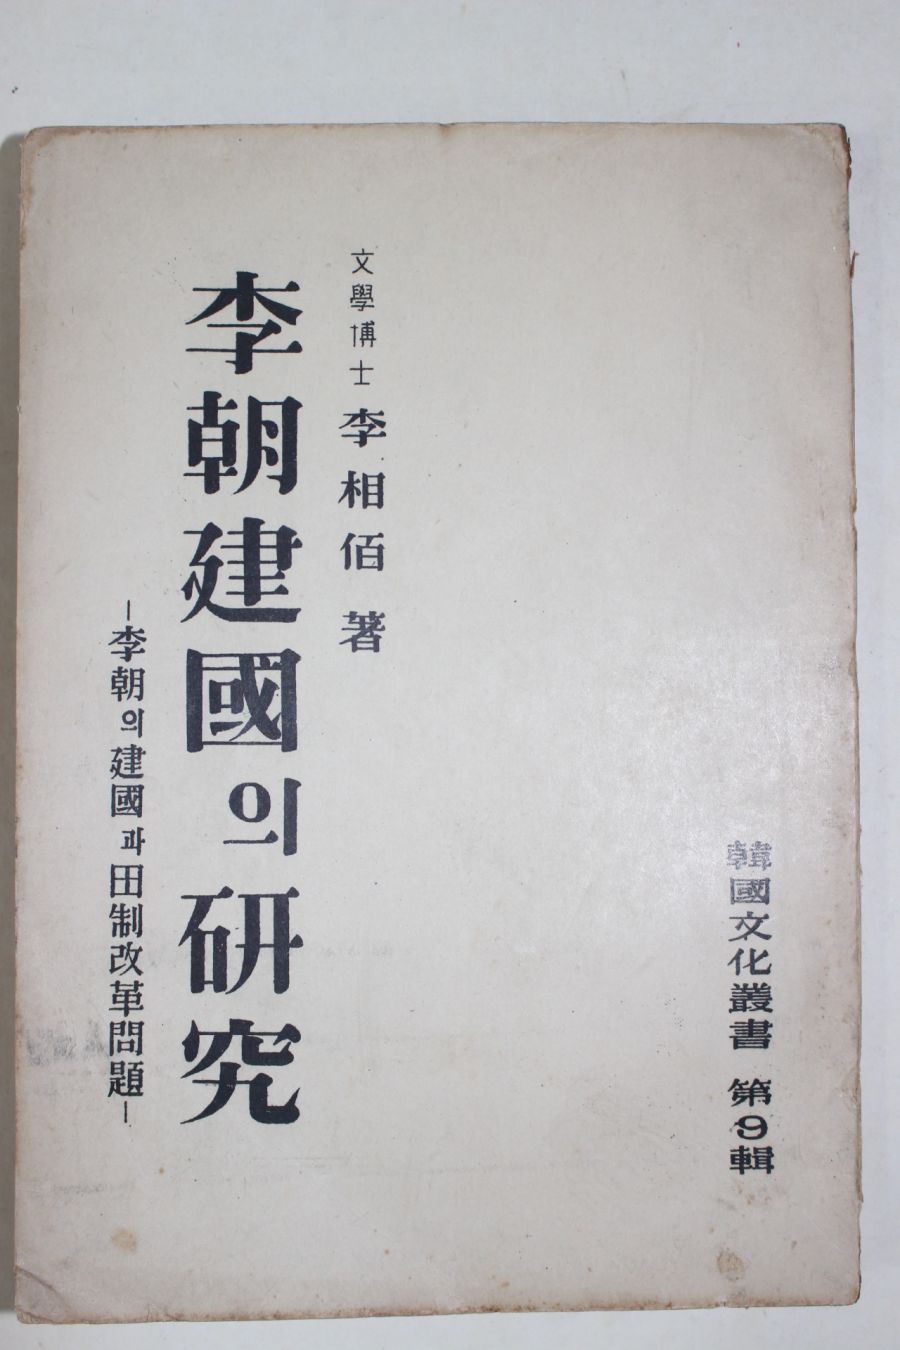 韓國文化叢書 第9輯
文學博士 李相佰 著
李朝建國의研究
-李朝의建國과田制改革問題-